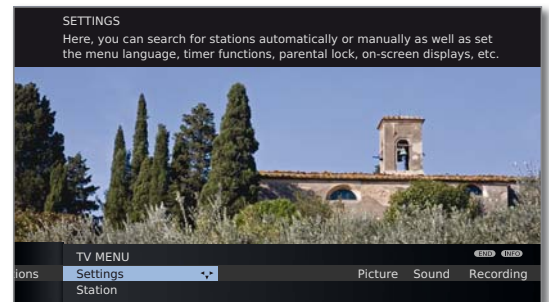 SETTINGS
Here, you can search for stations automatically or manually as well as set
the menu language, timer functions, parental lock, on-screen displays, etc.
TV MENU
END INFO
ions Settings Picture Sound Recording
Station